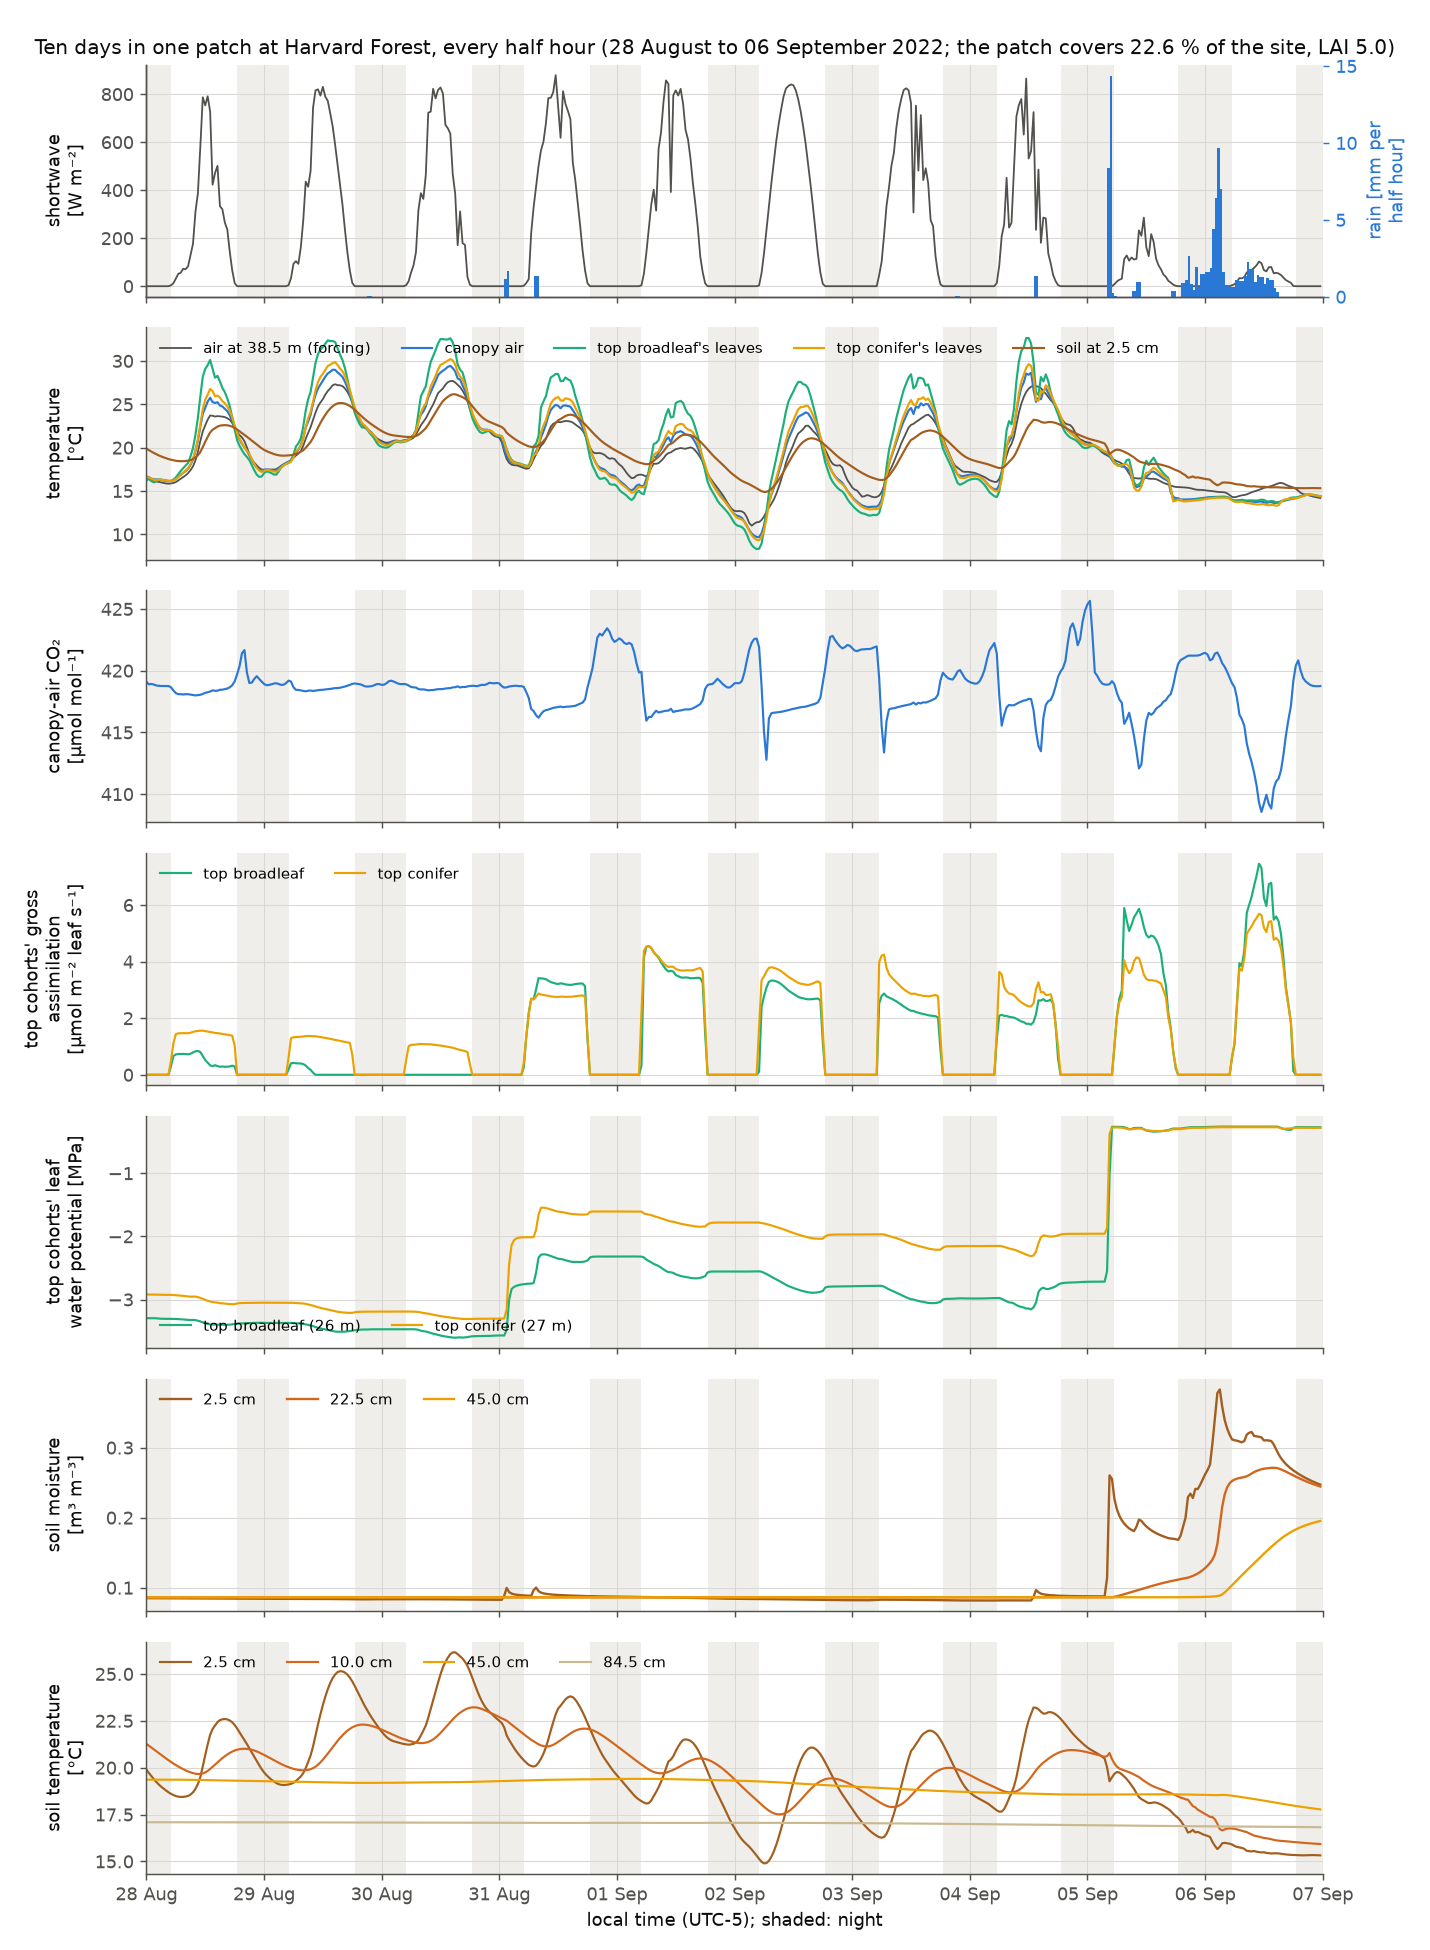 Ten days in one patch at Harvard Forest, every half hour (28 August to 06 September 2022; the patch covers 22.6 % of the site, LAI 5.0)
shortwave
[W m⁻²]
800
600
400
200
0
15
10
5
0
rain [mm per
half hour]
temperature
[°C]
30
25
20
15
10
air at 38.5 m (forcing)
canopy air
top broadleaf's leaves
top conifer's leaves
soil at 2.5 cm
canopy-air CO₂
[µmol mol⁻¹]
425
420
415
410
top cohorts' gross
assimilation
[µmol m⁻² leaf s⁻¹]
6
4
2
0
top broadleaf
top conifer
top cohorts' leaf
water potential [MPa]
−1
−2
−3
top broadleaf (26 m)
top conifer (27 m)
soil moisture
[m³ m⁻³]
0.3
0.2
0.1
2.5 cm
22.5 cm
45.0 cm
soil temperature
[°C]
25.0
22.5
20.0
17.5
15.0
2.5 cm
10.0 cm
45.0 cm
84.5 cm
28 Aug
29 Aug
30 Aug
31 Aug
01 Sep
02 Sep
03 Sep
04 Sep
05 Sep
06 Sep
07 Sep
local time (UTC-5); shaded: night